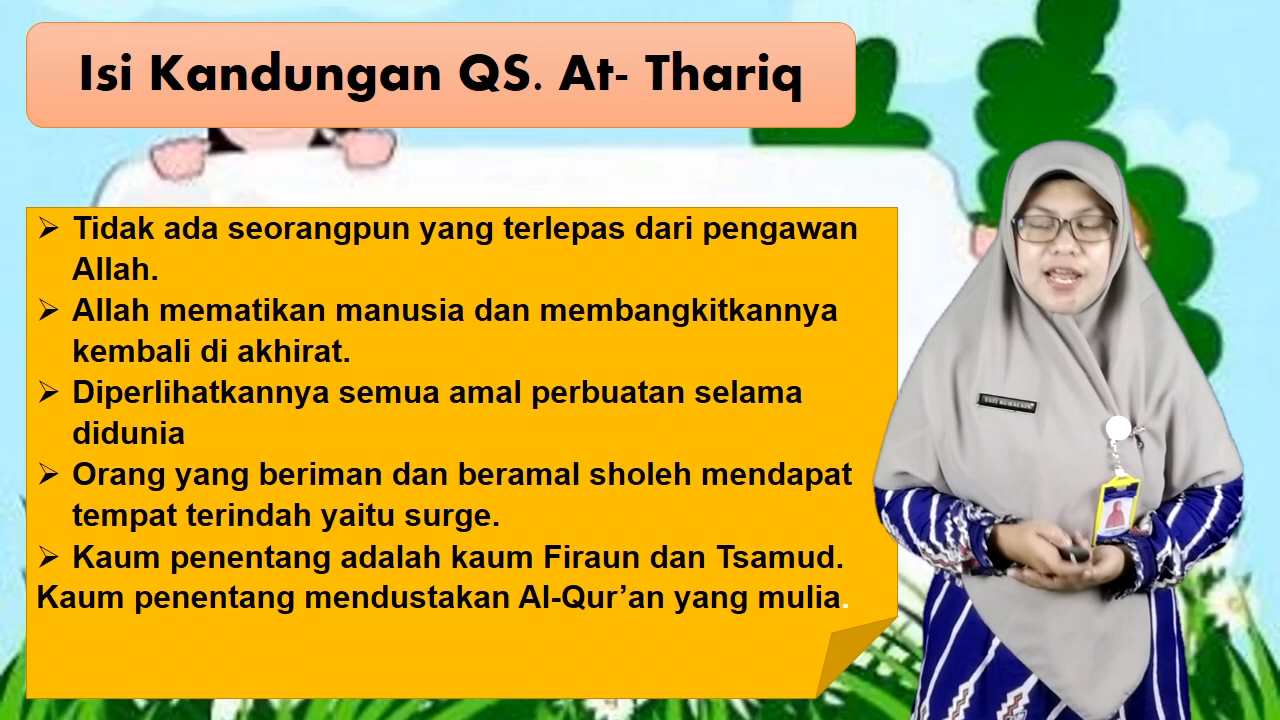 Isi Kandungan QS. At- Thariq
➢ Tidak ada seorangpun yang terlepas dari pengawan
Allah.
➢ Allah mematikan manusia dan membangkitkannya
kembali di akhirat.
➢ Diperlihatkannya semua amal perbuatan selama
didunia
➢ Orang yang beriman dan beramal sholeh mendapat
tempat terindah yaitu surge.
➢ Kaum penentang adalah kaum Firaun dan Tsamud.
Kaum penentang mendustakan Al-Qur’an yang mulia.